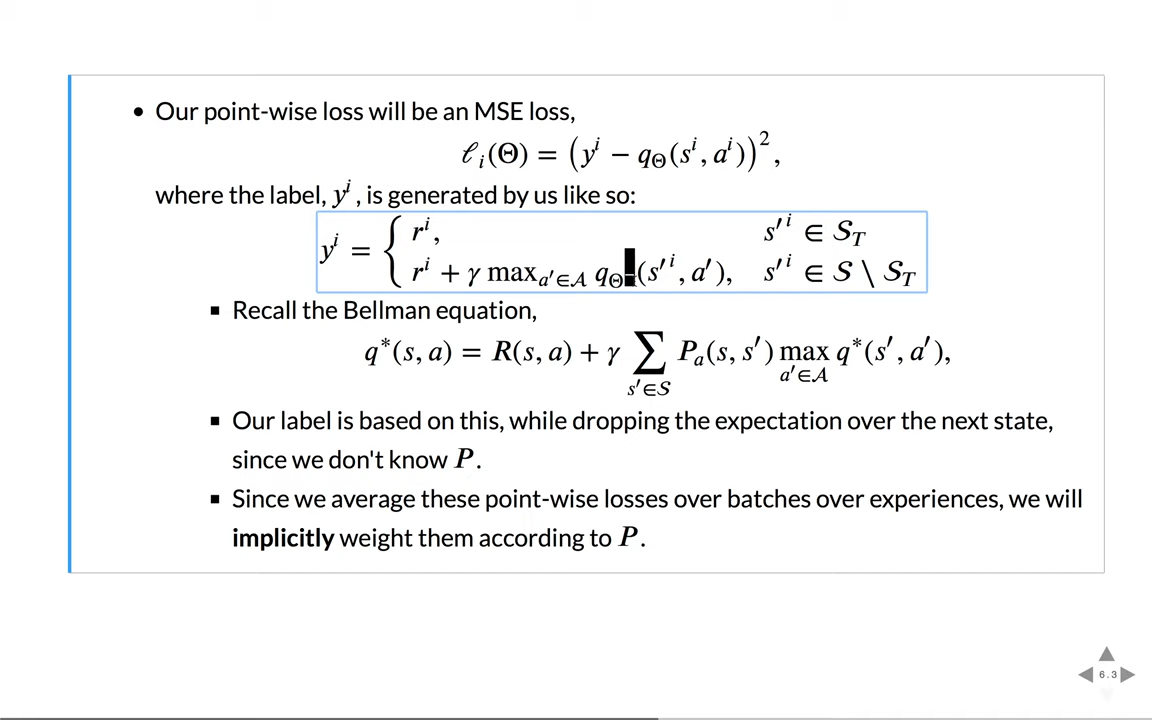 • Our point-wise loss will be an MSE loss,
ℓ_i(Θ) = (y^i − q_Θ(s^i, a^i))^2,
where the label, y^i, is generated by us like so:
y^i = { r^i, s'^i ∈ S_T
r^i + γ max_{a'∈A} q_Θ (s'^i, a'), s'^i ∈ S \ S_T
▪ Recall the Bellman equation,
q*(s, a) = R(s, a) + γ ∑_{s'∈S} P_a(s, s') max_{a'∈A} q*(s', a'),
▪ Our label is based on this, while dropping the expectation over the next state,
since we don't know P.
▪ Since we average these point-wise losses over batches over experiences, we will
implicitly weight them according to P.
6.3